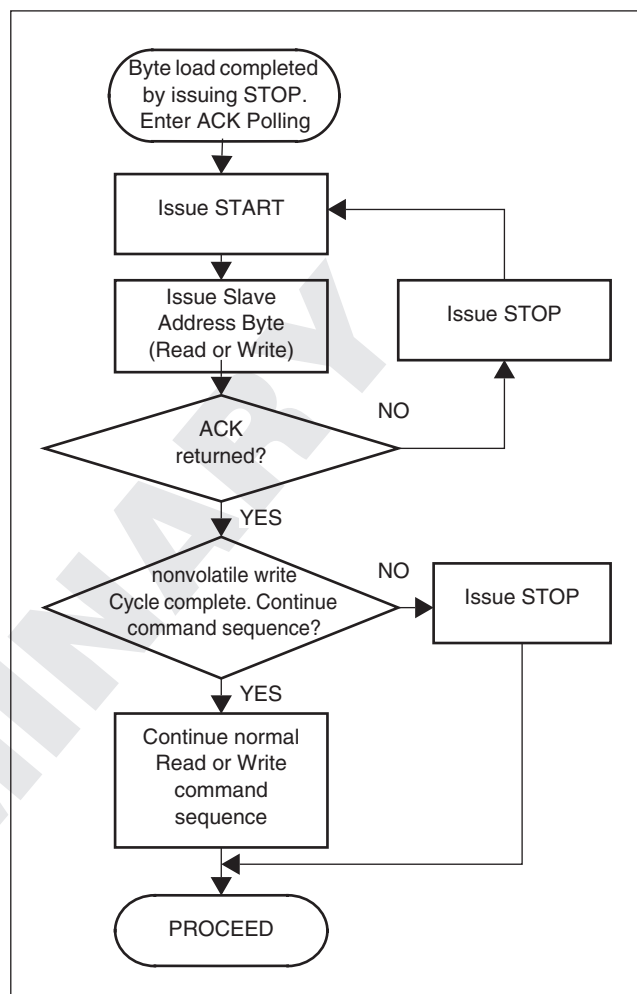 Byte load completed
by issuing STOP.
Enter ACK Polling
Issue START
Issue Slave
Address Byte
(Read or Write)
Issue STOP
NO
ACK
returned?
YES
nonvolatile write
Cycle complete. Continue
command sequence?
NO
Issue STOP
YES
Continue normal
Read or Write
command
sequence
PROCEED
MINARY